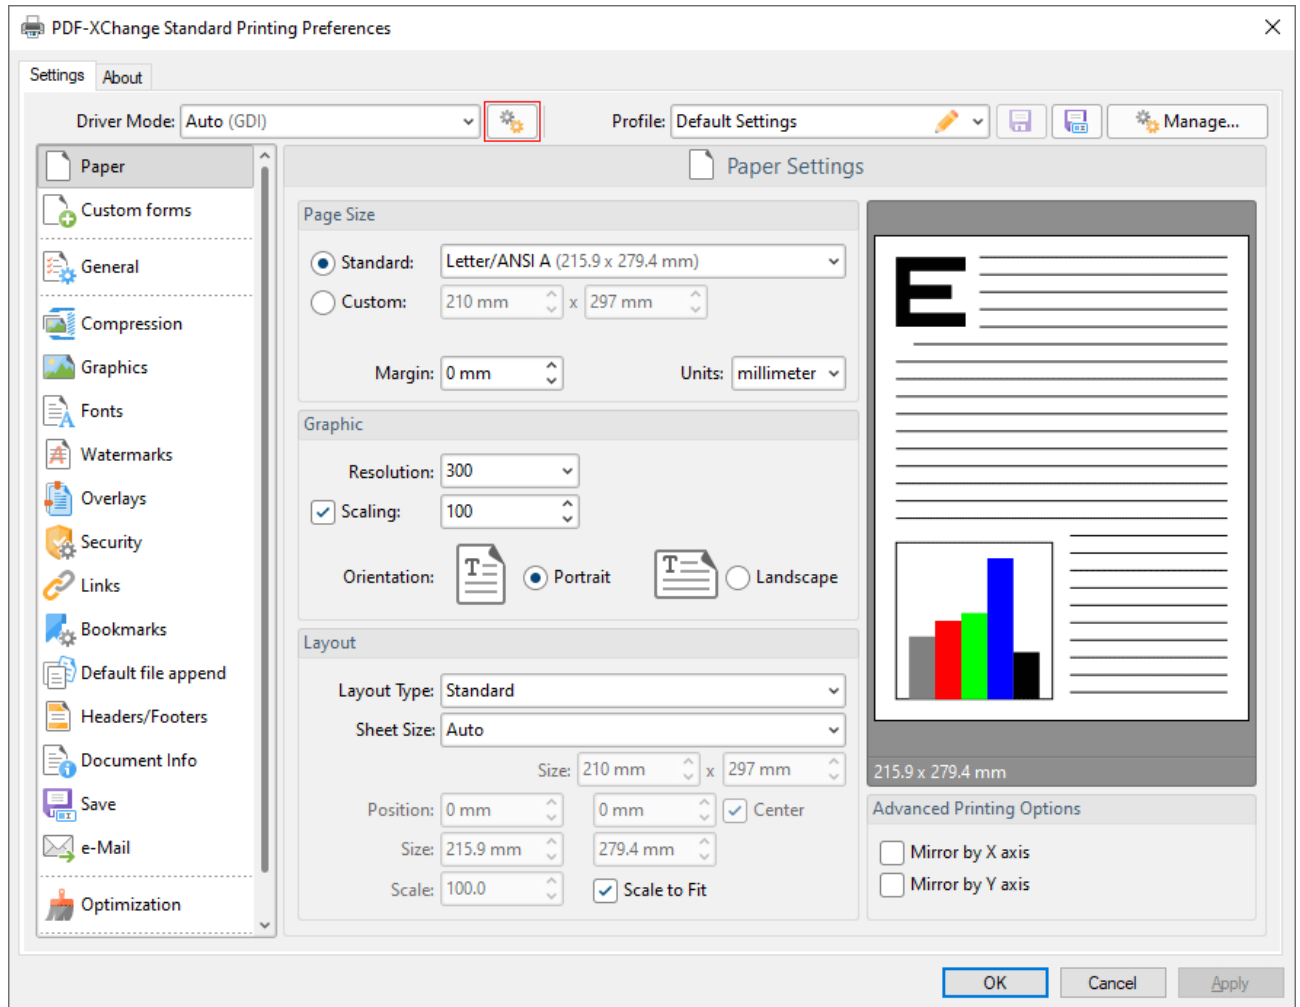 PDF-XChange Standard Printing Preferences
Settings About
Driver Mode: Auto (GDI) Profile: Default Settings Manage...
Paper
Custom forms
General
Compression
Graphics
Fonts
Watermarks
Overlays
Security
Links
Bookmarks
Default file append
Headers/Footers
Document Info
Save
e-Mail
Optimization
Paper Settings
Page Size
Standard: Letter/ANSI A (215.9 x 279.4 mm)
Custom: 210 mm x 297 mm
Margin: 0 mm Units: millimeter
Graphic
Resolution: 300
Scaling: 100
Orientation: T Portrait T Landscape
Layout
Layout Type: Standard
Sheet Size: Auto
Size: 210 mm x 297 mm
Position: 0 mm 0 mm Center
Size: 215.9 mm 279.4 mm
Scale: 100.0 Scale to Fit
E
215.9 x 279.4 mm
Advanced Printing Options
Mirror by X axis
Mirror by Y axis
OK Cancel Apply